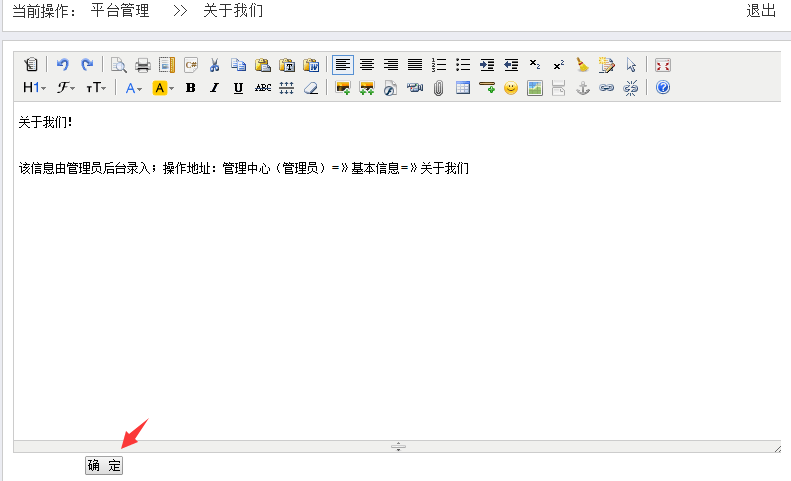 当前操作： 平台管理 >> 关于我们 退出
H1 F TT A A B I U ABC
关于我们！
该信息由管理员后台录入；操作地址：管理中心（管理员）=》基本信息=》关于我们
确 定